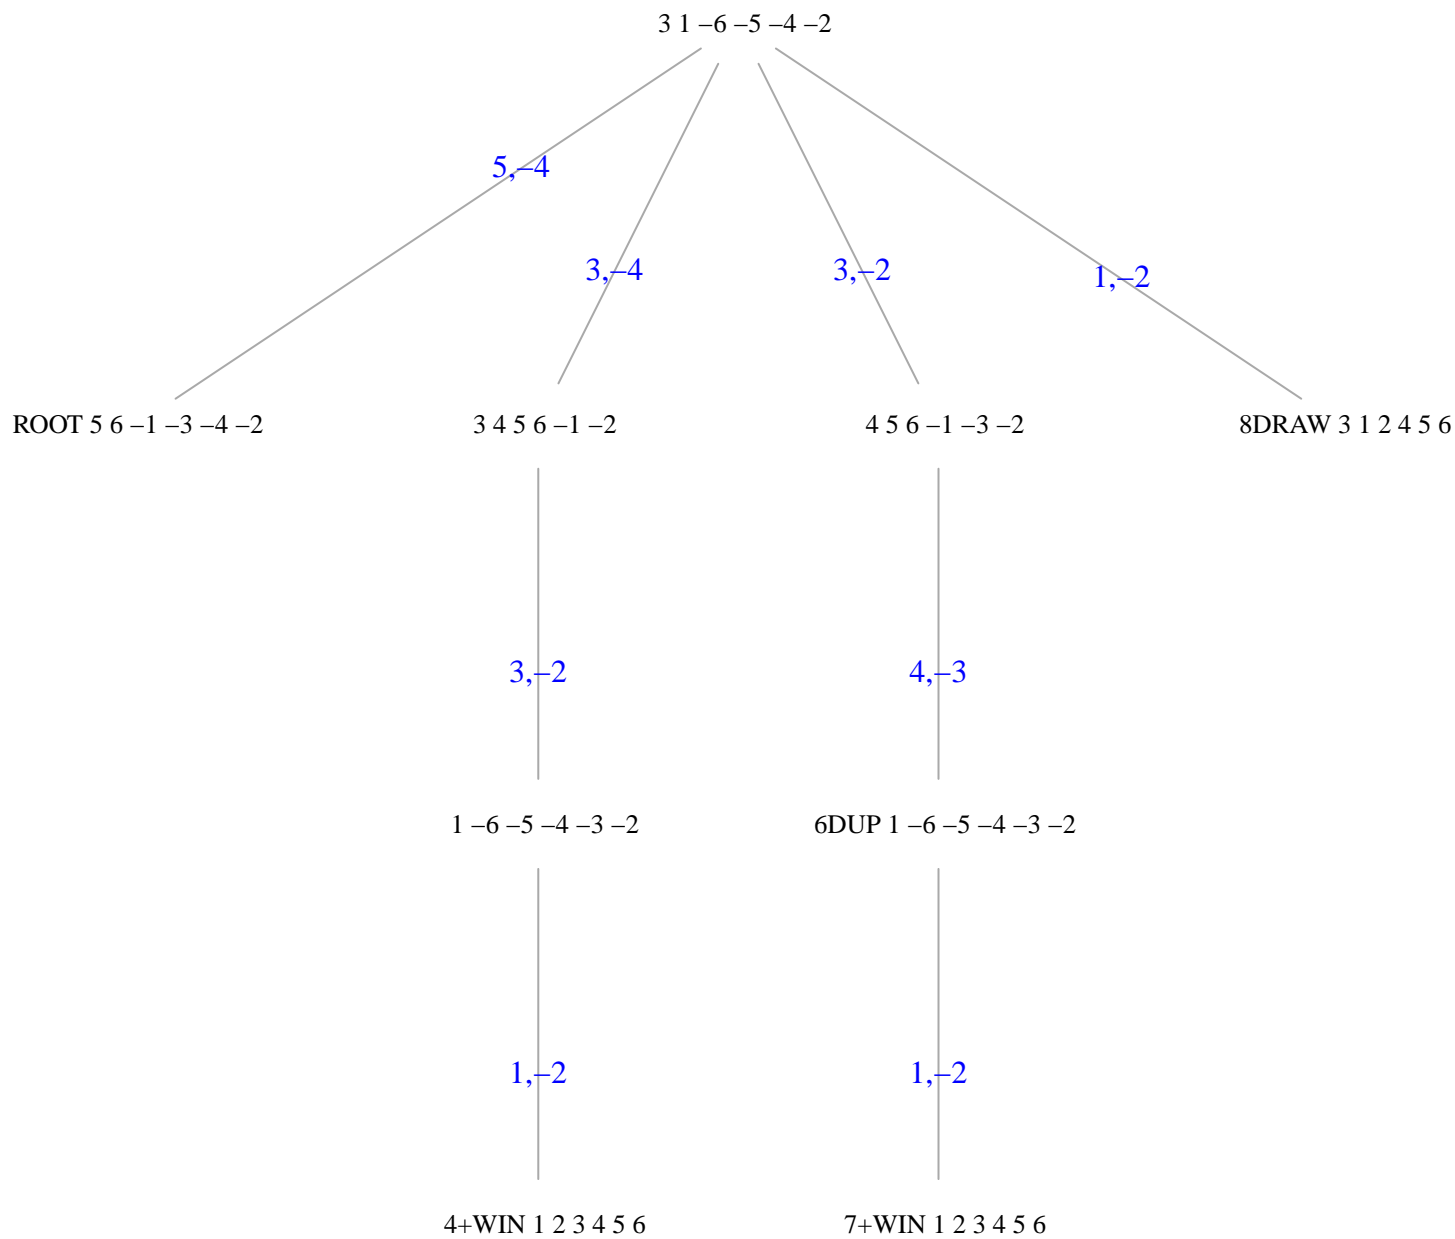 3 1 –6 –5 –4 –2
5,–4
3,–4
3,–2
1,–2
ROOT 5 6 –1 –3 –4 –2
3 4 5 6 –1 –2
4 5 6 –1 –3 –2
8DRAW 3 1 2 4 5 6
3,–2
4,–3
1 –6 –5 –4 –3 –2
6DUP 1 –6 –5 –4 –3 –2
1,–2
1,–2
4+WIN 1 2 3 4 5 6
7+WIN 1 2 3 4 5 6